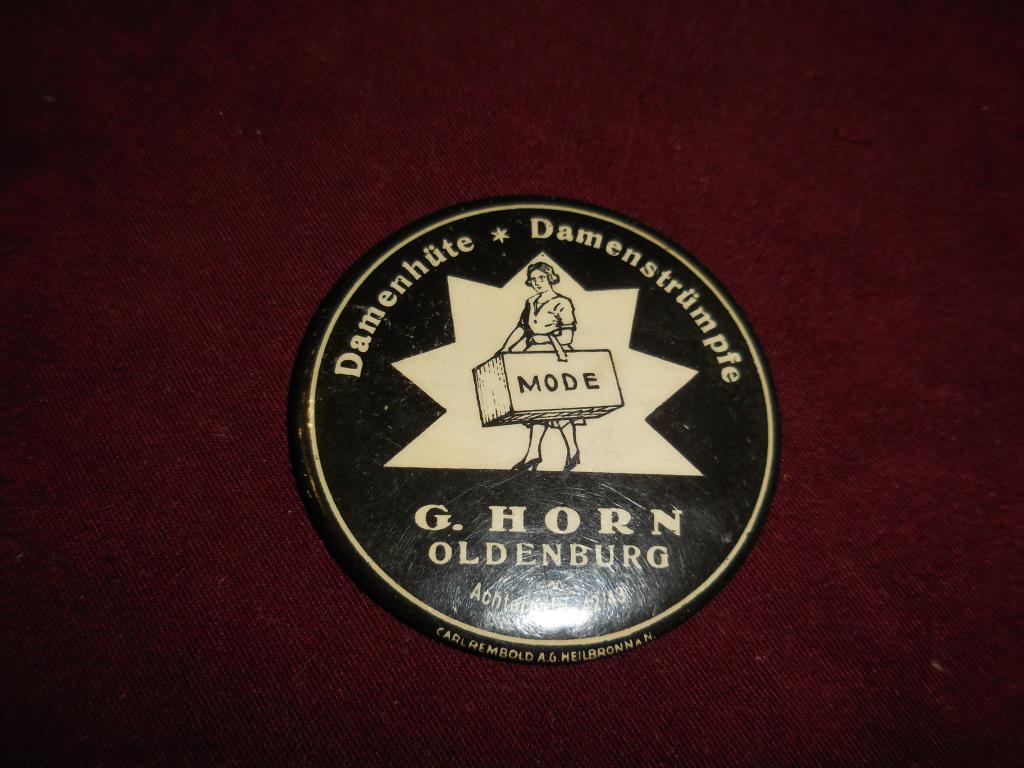 Damenhüte * Damenstrümpfe
MODE
G. HORN
OLDENBURG
CARL REMBOLD A.G. HEILBRONN A N.